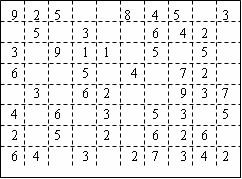 9 2 5 8 4 5 3
5 3 6 4 2
3 9 1 1 5 5
6 5 4 7 2
3 6 2 9 3 7
4 6 3 5 3 5
2 5 2 6 2 6
6 4 3 2 7 3 4 2